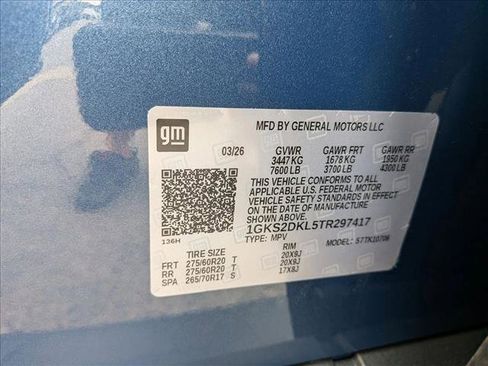 gm
MFD BY GENERAL MOTORS LLC
03/26 GVWR GAWR FRT GAWR RR
3447 KG 1678 KG 1950 KG
7600 LB 3700 LB 4300 LB
THIS VEHICLE CONFORMS TO ALL
APPLICABLE U.S. FEDERAL MOTOR
VEHICLE SAFETY STANDARDS IN EFFECT
ON THE DATE OF MANUFACTURE
SHOWN ABOVE.
1GKS2DKL5TR297417
136H TYPE: MPV MODEL: 57TK10706
TIRE SIZE RIM
FRT 275/60R20 T 20X9J
RR 275/60R20 T 20X9J
SPA 265/70R17 T 17X8J